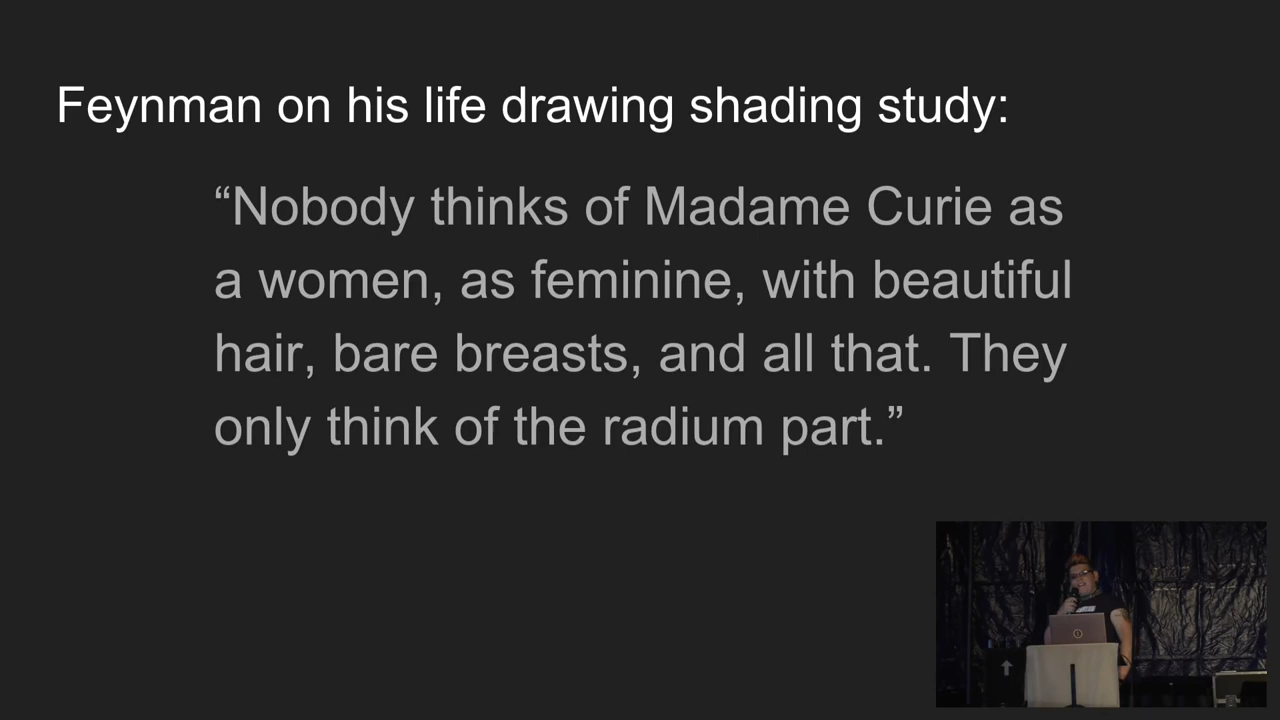 Feynman on his life drawing shading study:
“Nobody thinks of Madame Curie as
a women, as feminine, with beautiful
hair, bare breasts, and all that. They
only think of the radium part.”